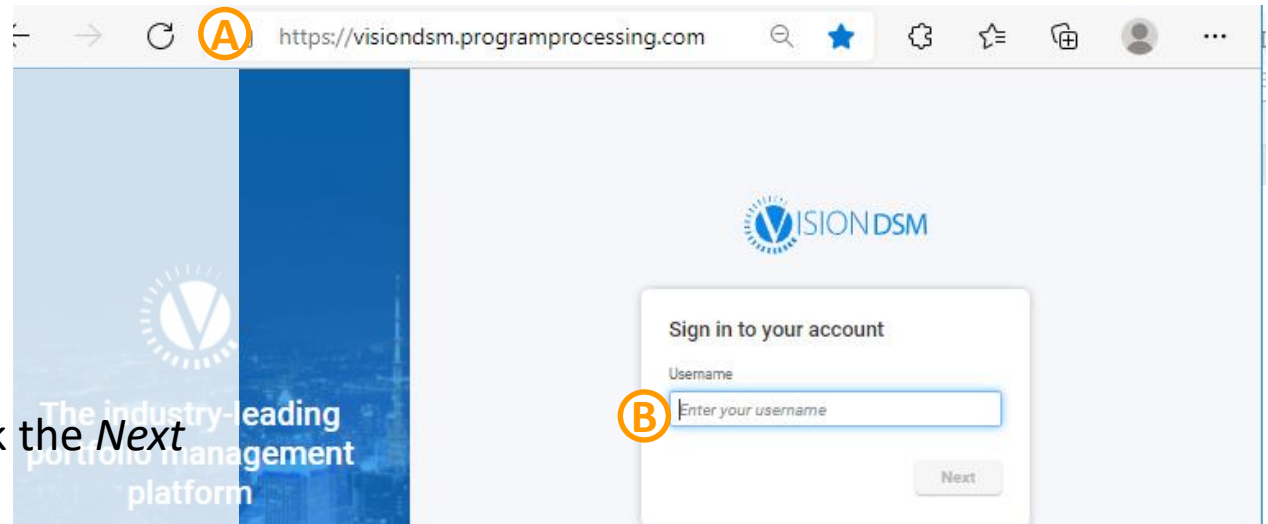 A https://visiondsm.programprocessing.com
VISION DSM
Sign in to your account
Username
B Enter your username
Next
V
The industry-leading
portfolio management
platform
the Next